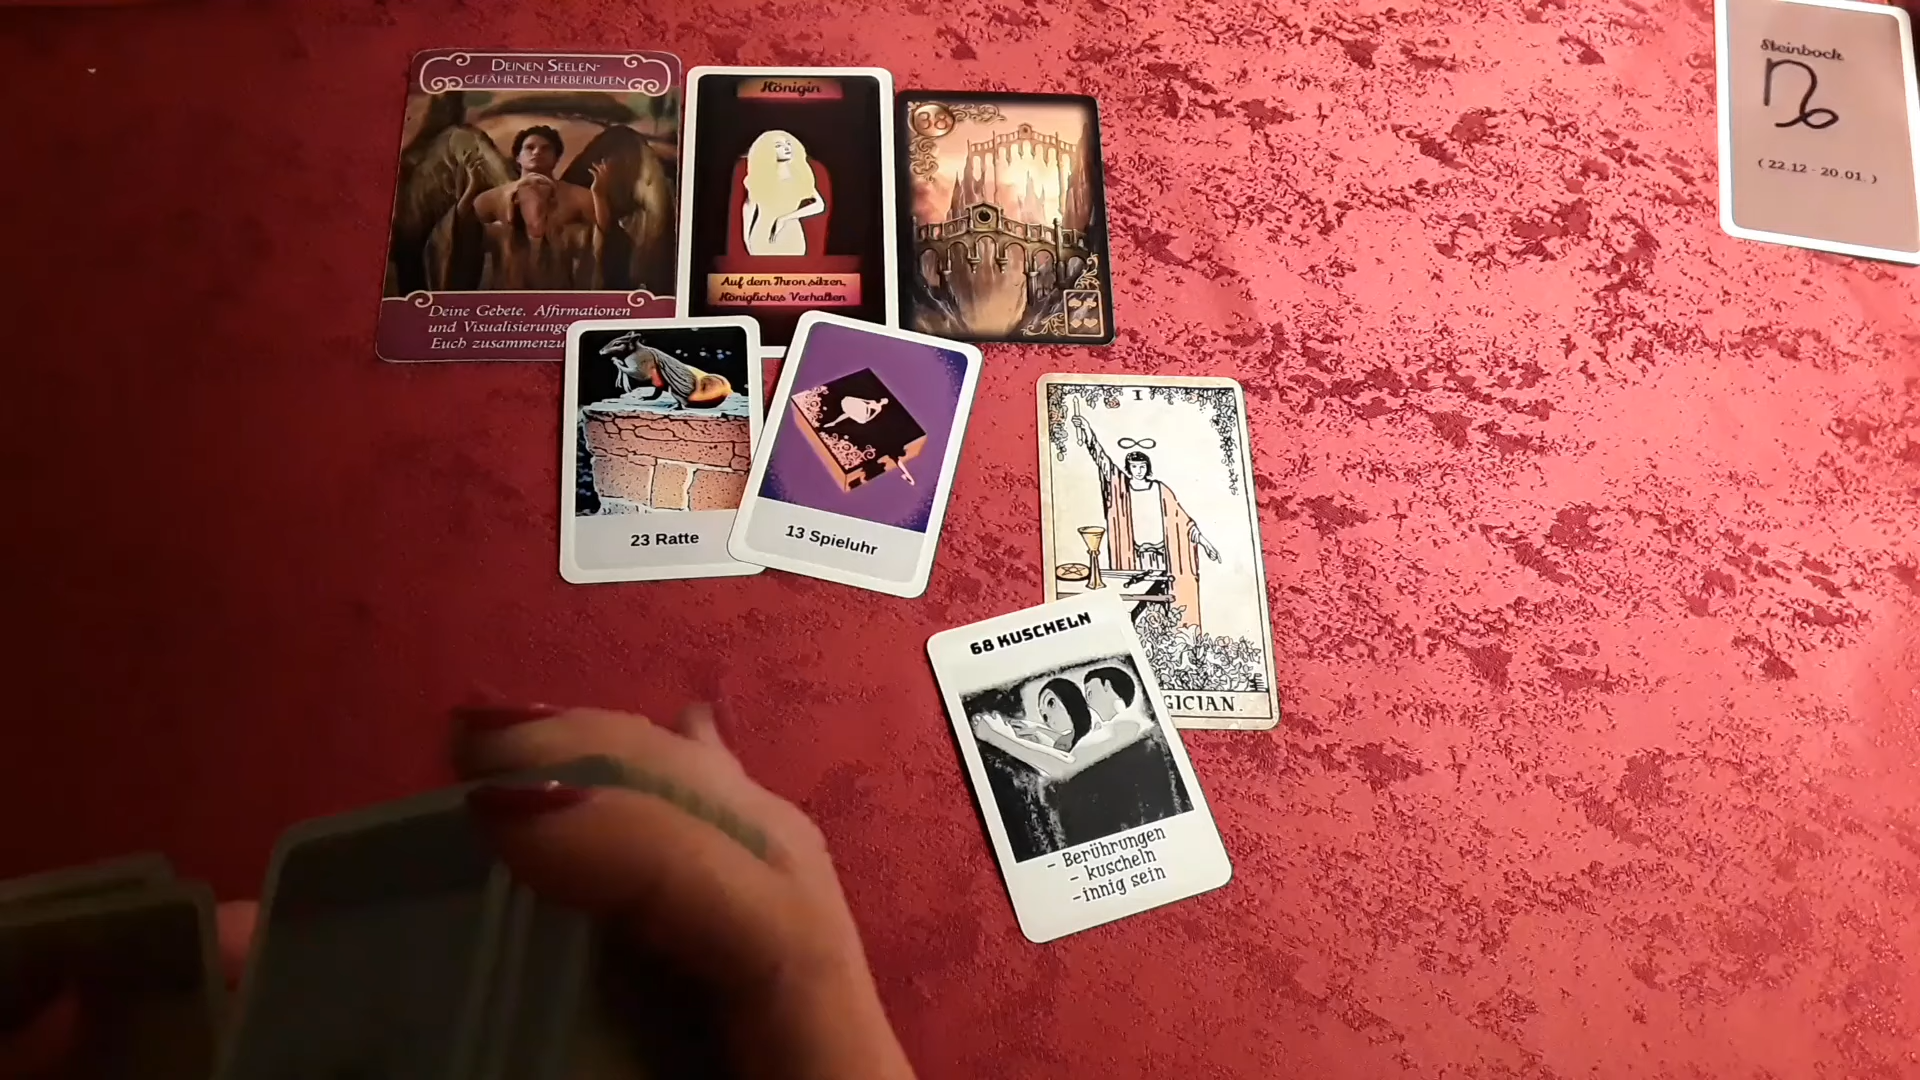 DEINEN SEELEN-
GEFÄHRTEN HERBEIRUFEN
Deine Gebete, Affirmationen
und Visualisierunge
Euch zusammenzu
Königin
Auf dem Thron sitzen,
Königliches Verhalten
38
Steinbock
( 22.12 - 20.01. )
23 Ratte
13 Spieluhr
I
GICIAN.
68 KUSCHELN
- Berührungen
- kuscheln
-innig sein